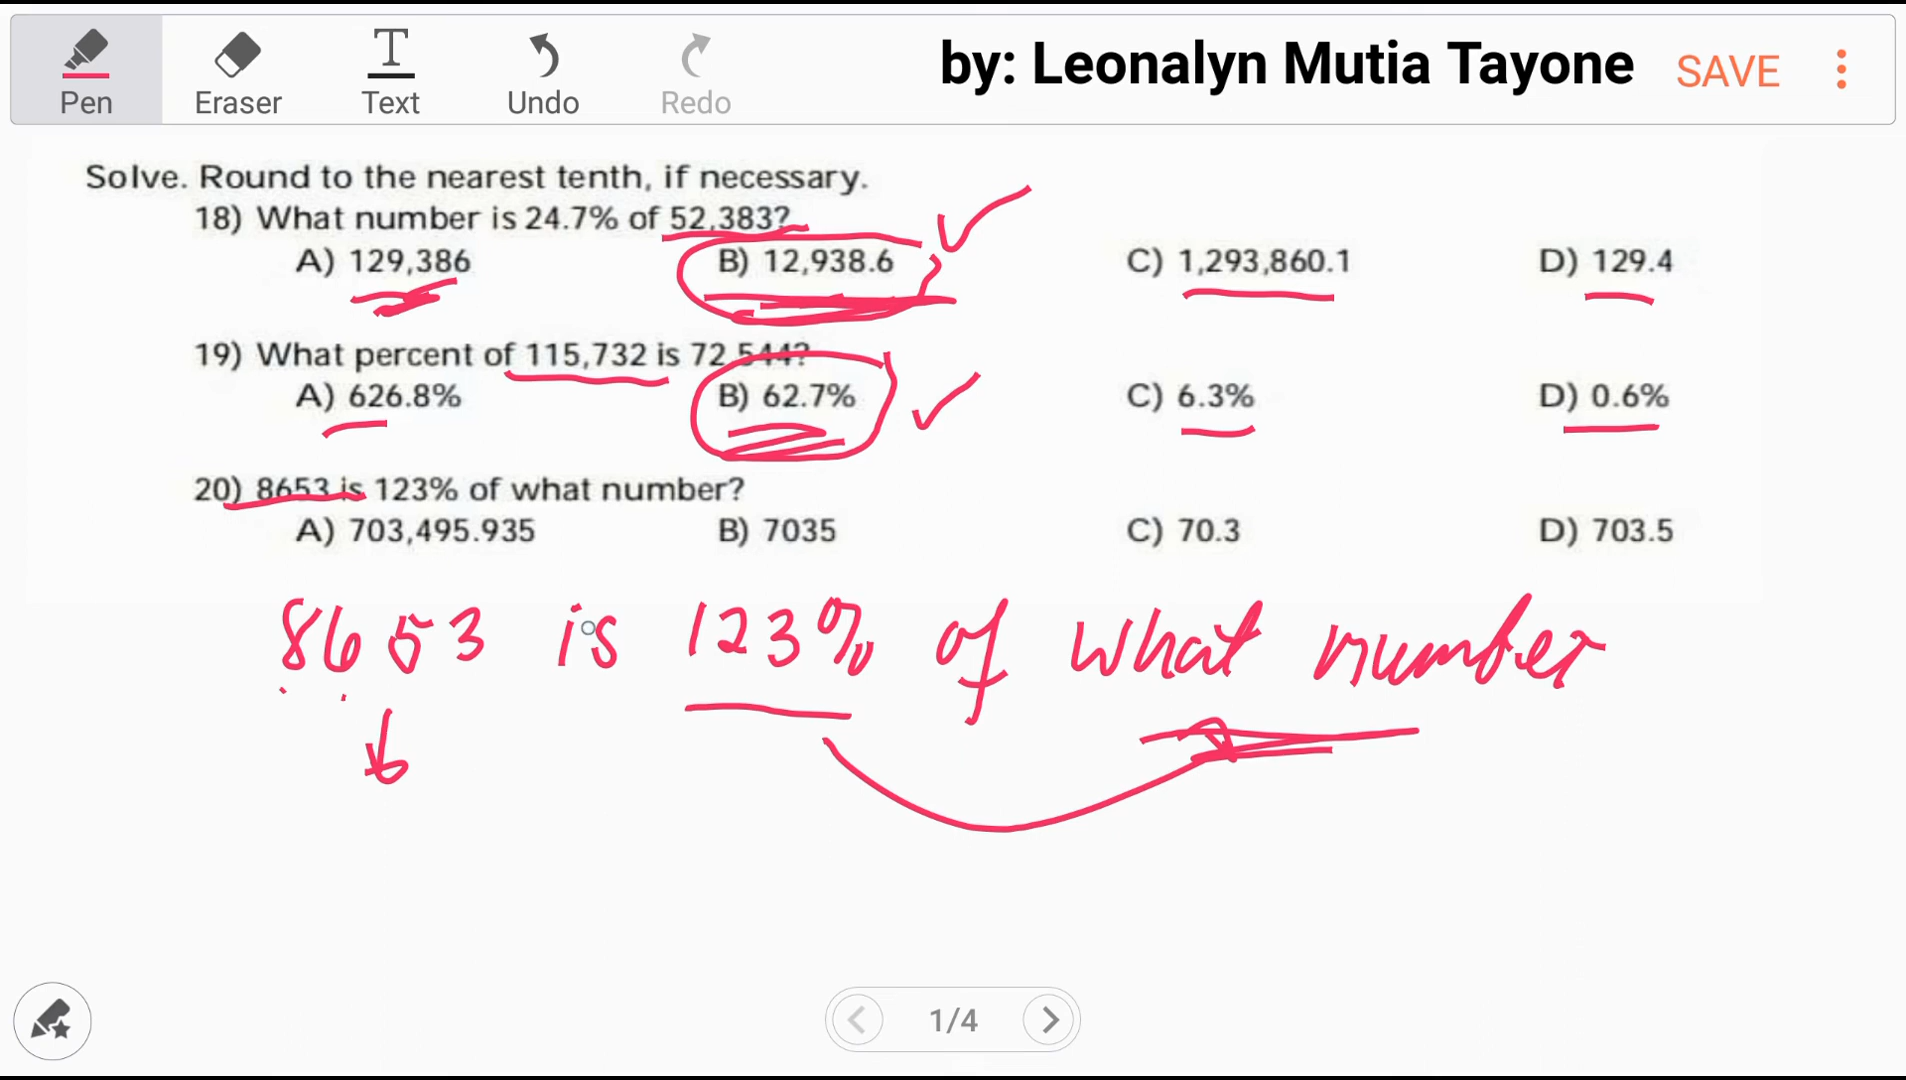 Pen Eraser Text Undo Redo by: Leonalyn Mutia Tayone SAVE
Solve. Round to the nearest tenth, if necessary.
18) What number is 24.7% of 52,383?
A) 129,386 B) 12,938.6 C) 1,293,860.1 D) 129.4
19) What percent of 115,732 is 72,544?
A) 626.8% B) 62.7% C) 6.3% D) 0.6%
20) 8653 is 123% of what number?
A) 703,495.935 B) 7035 C) 70.3 D) 703.5
8653 is 123% of what number
1/4